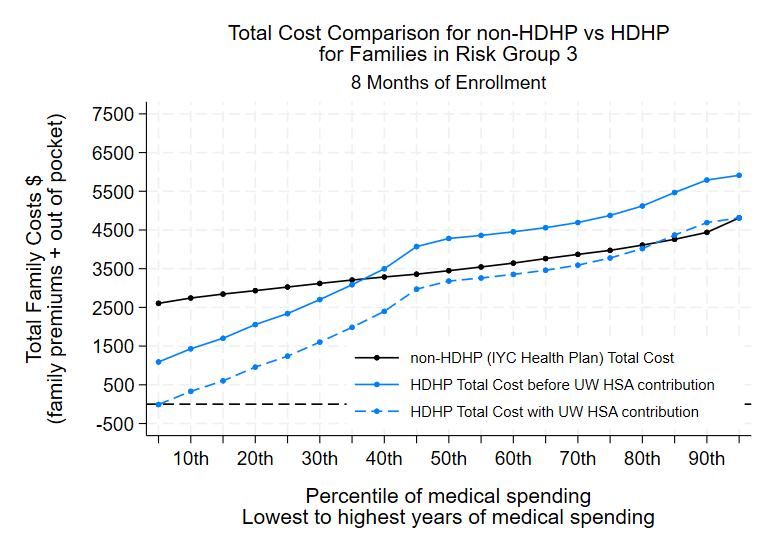 Total Cost Comparison for non-HDHP vs HDHP
for Families in Risk Group 3
8 Months of Enrollment
Total Family Costs $
(family premiums + out of pocket)
7500
6500
5500
4500
3500
2500
1500
500
-500
non-HDHP (IYC Health Plan) Total Cost
HDHP Total Cost before UW HSA contribution
HDHP Total Cost with UW HSA contribution
10th 20th 30th 40th 50th 60th 70th 80th 90th
Percentile of medical spending
Lowest to highest years of medical spending